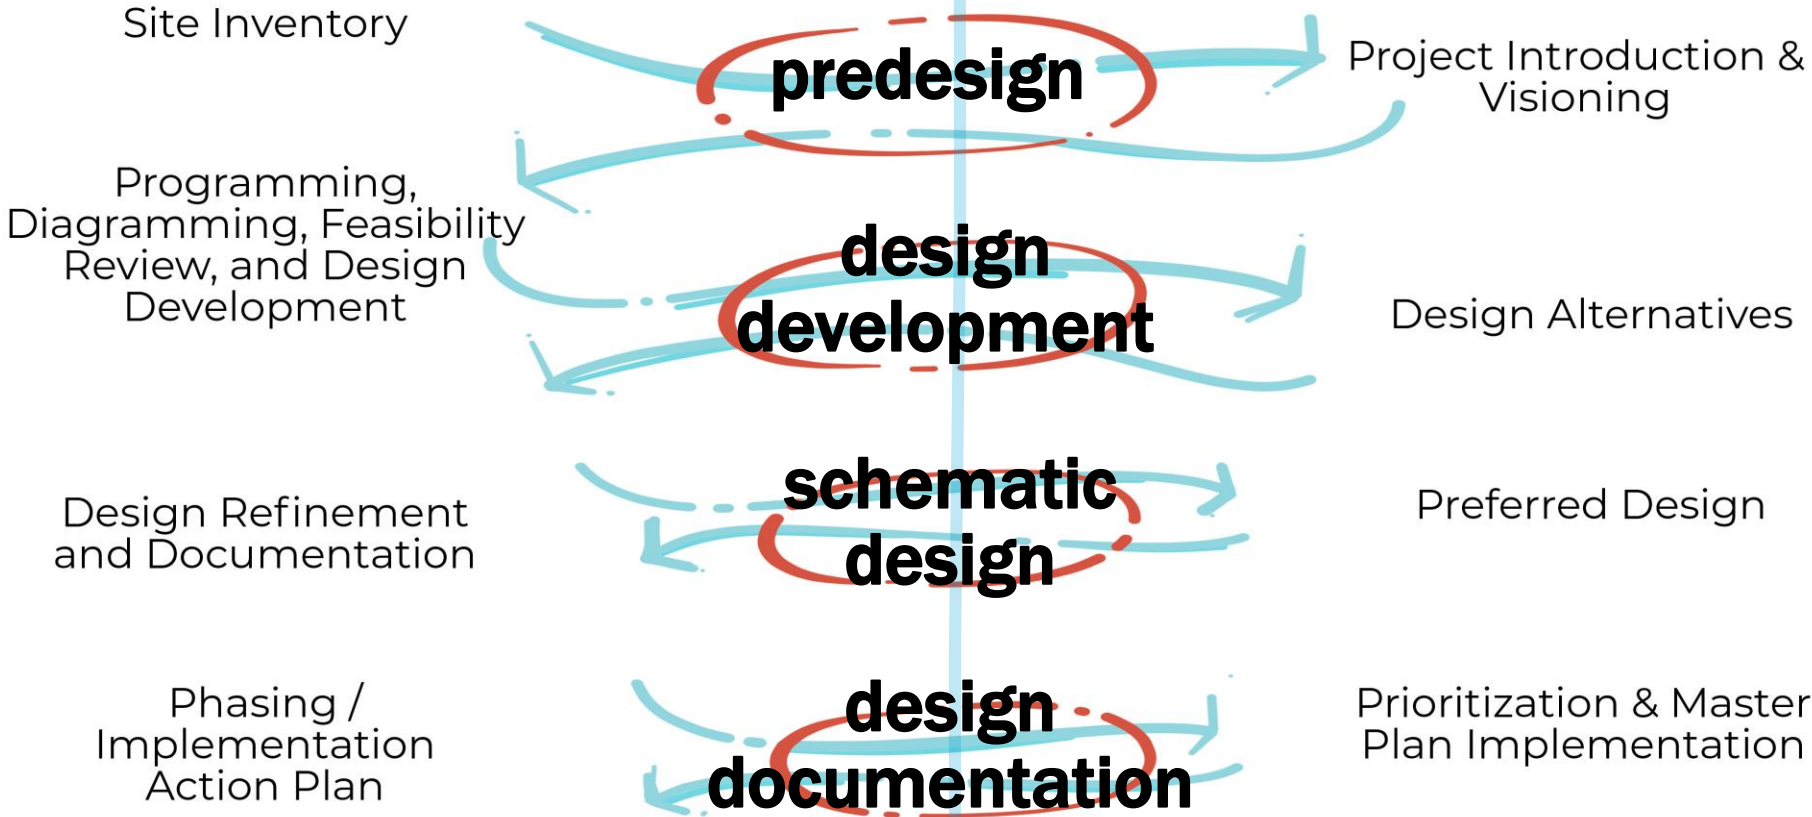 Site Inventory
predesign
Project Introduction &
Visioning
Programming,
Diagramming, Feasibility
Review, and Design
Development
design
development
Design Alternatives
Design Refinement
and Documentation
schematic
design
Preferred Design
Phasing /
Implementation
Action Plan
design
documentation
Prioritization & Master
Plan Implementation